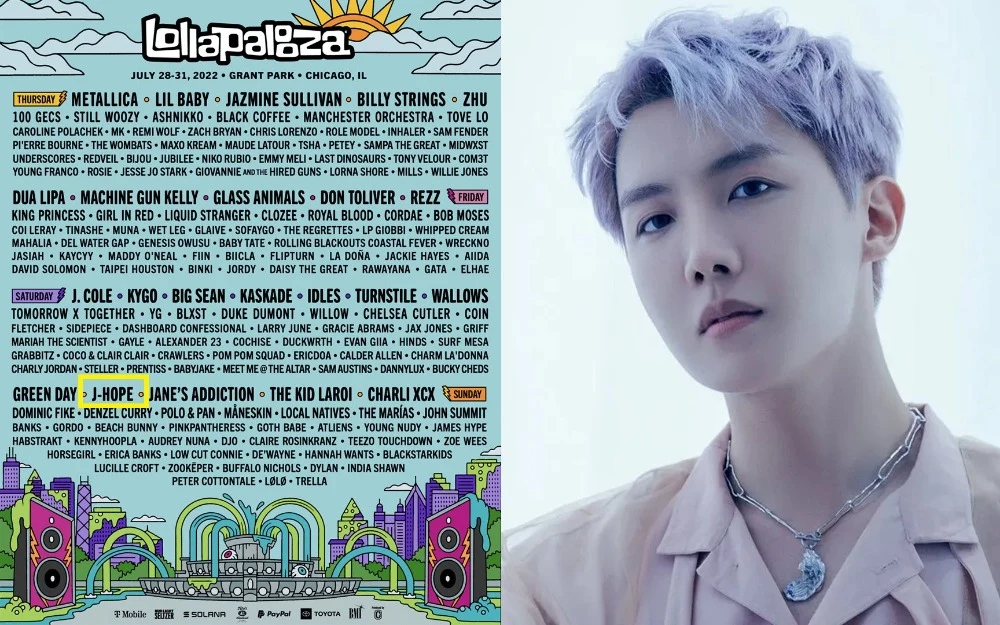 Lollapalooza
JULY 28-31, 2022 • GRANT PARK • CHICAGO, IL
THURSDAY METALLICA • LIL BABY • JAZMINE SULLIVAN • BILLY STRINGS • ZHU
100 GECS • STILL WOOZY • ASHNIKKO • BLACK COFFEE • MANCHESTER ORCHESTRA • TOVE LO
CAROLINE POLACHEK • MK • REMI WOLF • ZACH BRYAN • CHRIS LORENZO • ROLE MODEL • INHALER • SAM FENDER
PI'ERRE BOURNE • THE WOMBATS • MAXO KREAM • MAUDE LATOUR • TSHA • PETEY • SAMPA THE GREAT • MIDWXST
UNDERSCORES • REDVEIL • BIJOU • JUBILEE • NIKO RUBIO • EMMY MELI • LAST DINOSAURS • TONY VELOUR • COM3T
YOUNG FRANCO • ROSIE • JESSE JO STARK • GIOVANNIE AND THE HIRED GUNS • LORNA SHORE • MILLS • WILLIE JONES
DUA LIPA • MACHINE GUN KELLY • GLASS ANIMALS • DON TOLIVER • REZZ FRIDAY
KING PRINCESS • GIRL IN RED • LIQUID STRANGER • CLOZEE • ROYAL BLOOD • CORDAE • BOB MOSES
COI LERAY • TINASHE • MUNA • WET LEG • GLAIVE • SOFAYGO • THE REGRETTES • LP GIOBBI • WHIPPED CREAM
MAHALIA • DEL WATER GAP • GENESIS OWUSU • BABY TATE • ROLLING BLACKOUTS COASTAL FEVER • WRECKNO
JASIAH • KAYCYY • MADDY O'NEAL • FIIN • BIICLA • FLIPTURN • LA DOÑA • JACKIE HAYES • AIIDA
DAVID SOLOMON • TAIPEI HOUSTON • BINKI • JORDY • DAISY THE GREAT • RAWAYANA • GATA • ELHAE
SATURDAY J. COLE • KYGO • BIG SEAN • KASKADE • IDLES • TURNSTILE • WALLOWS
TOMORROW X TOGETHER • YG • BLXST • DUKE DUMONT • WILLOW • CHELSEA CUTLER • COIN
FLETCHER • SIDEPIECE • DASHBOARD CONFESSIONAL • LARRY JUNE • GRACIE ABRAMS • JAX JONES • GRIFF
MARIAH THE SCIENTIST • GAYLE • ALEXANDER 23 • COCHISE • DUCKWRTH • EVAN GIIA • HINDS • SURF MESA
GRABBITZ • COCO & CLAIR CLAIR • CRAWLERS • POM POM SQUAD • ERICDOA • CALDER ALLEN • CHARM LA'DONNA
CHARLY JORDAN • STELLER • PRENTISS • BABYJAKE • MEET ME @ THE ALTAR • SAM AUSTINS • DANNYLUX • BUCKY CHEDS
GREEN DAY • J-HOPE • JANE'S ADDICTION • THE KID LAROI • CHARLI XCX SUNDAY
DOMINIC FIKE • DENZEL CURRY • POLO & PAN • MÅNESKIN • LOCAL NATIVES • THE MARÍAS • JOHN SUMMIT
BANKS • GORDO • BEACH BUNNY • PINKPANTHERESS • GOTH BABE • ATLIENS • YOUNG NUDY • JAMES HYPE
HABSTRAKT • KENNYHOOPLA • AUDREY NUNA • DJO • CLAIRE ROSINKRANZ • TEEZO TOUCHDOWN • ZOE WEES
HORSEGIRL • ERICA BANKS • LOW CUT CONNIE • DE'WAYNE • HANNAH WANTS • BLACKSTARKIDS
LUCILLE CROFT • ZOOKËPER • BUFFALO NICHOLS • DYLAN • INDIA SHAWN
PETER COTTONTALE • LØLØ • TRELLA
T Mobile SOLANA PayPal TOYOTA BMI